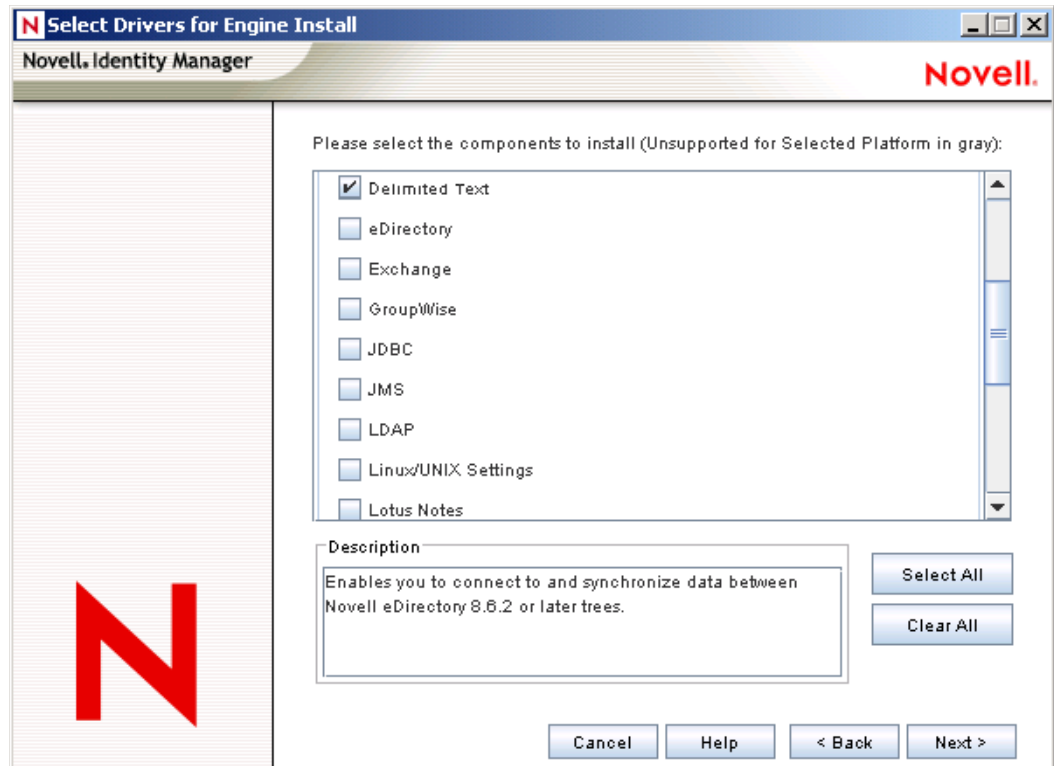 N Select Drivers for Engine Install
Novell. Identity Manager
Novell.
Please select the components to install (Unsupported for Selected Platform in gray):
Delimited Text
eDirectory
Exchange
GroupWise
JDBC
JMS
LDAP
Linux/UNIX Settings
Lotus Notes
Description
Enables you to connect to and synchronize data between
Novell eDirectory 8.6.2 or later trees.
Select All
Clear All
N
Cancel
Help
< Back
Next >